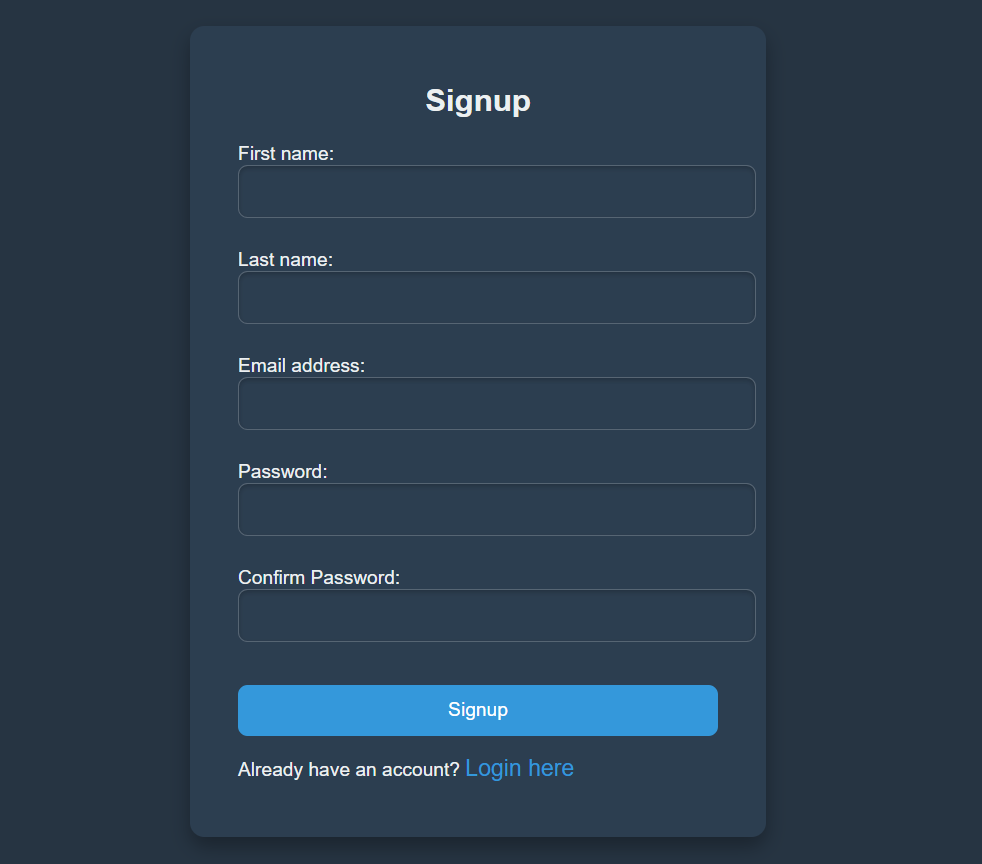 Signup
First name:
Last name:
Email address:
Password:
Confirm Password:
Signup
Already have an account? Login here